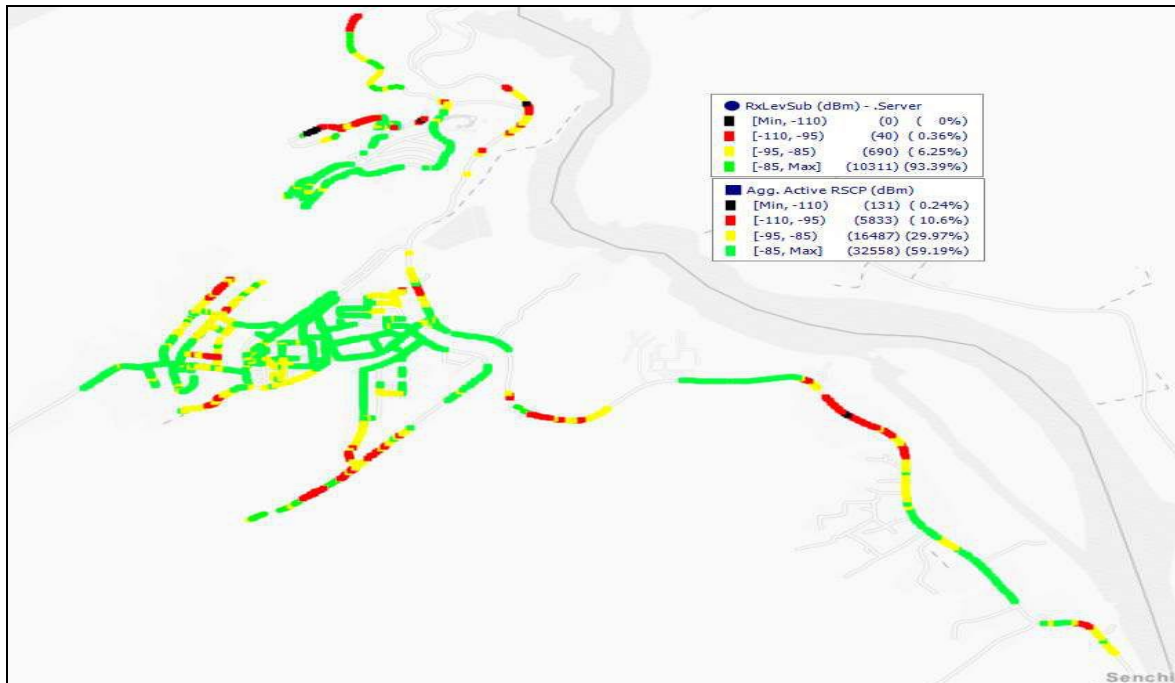 RxLevSub (dBm) - .Server
[Min, -110) (0) ( 0%)
[-110, -95) (40) ( 0.36%)
[-95, -85) (690) ( 6.25%)
[-85, Max] (10311) (93.39%)
Agg. Active RSCP (dBm)
[Min, -110) (131) ( 0.24%)
[-110, -95) (5833) ( 10.6%)
[-95, -85) (16487) (29.97%)
[-85, Max] (32558) (59.19%)
Senchi